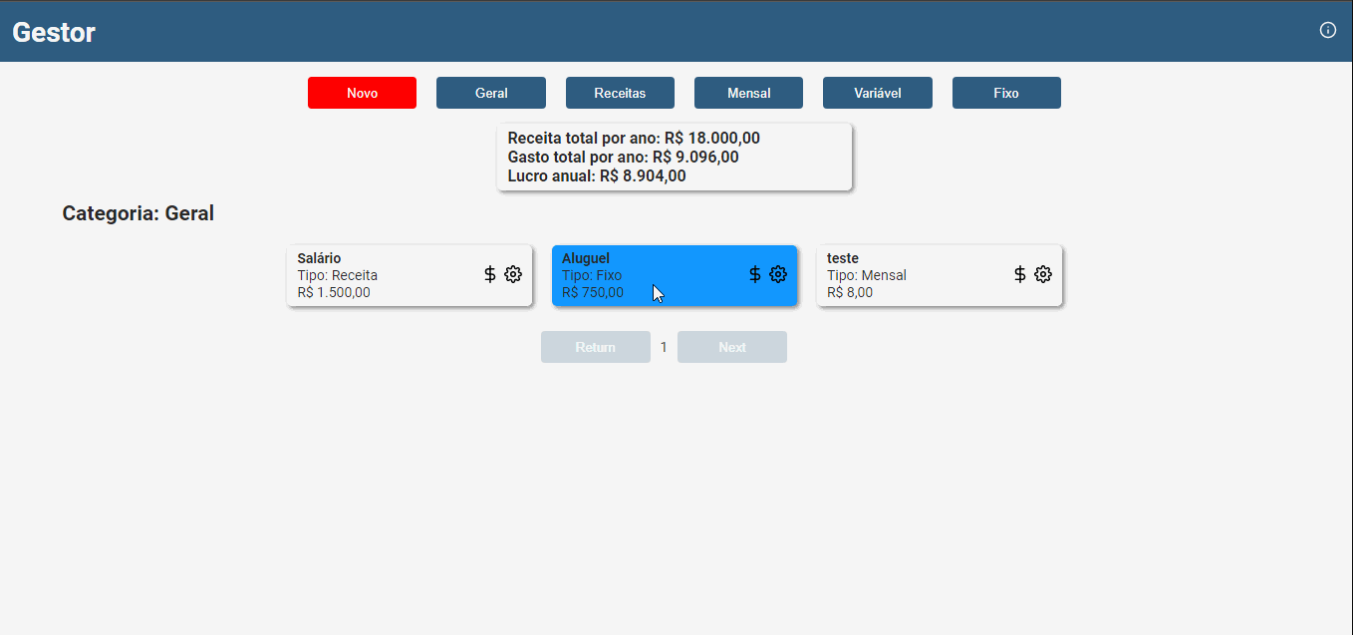 Gestor
Novo Geral Receitas Mensal Variável Fixo
Receita total por ano: R$ 18.000,00
Gasto total por ano: R$ 9.096,00
Lucro anual: R$ 8.904,00
Categoria: Geral
Salário
Tipo: Receita
R$ 1.500,00
$
Aluguel
Tipo: Fixo
R$ 750,00
$
teste
Tipo: Mensal
R$ 8,00
$
Return 1 Next